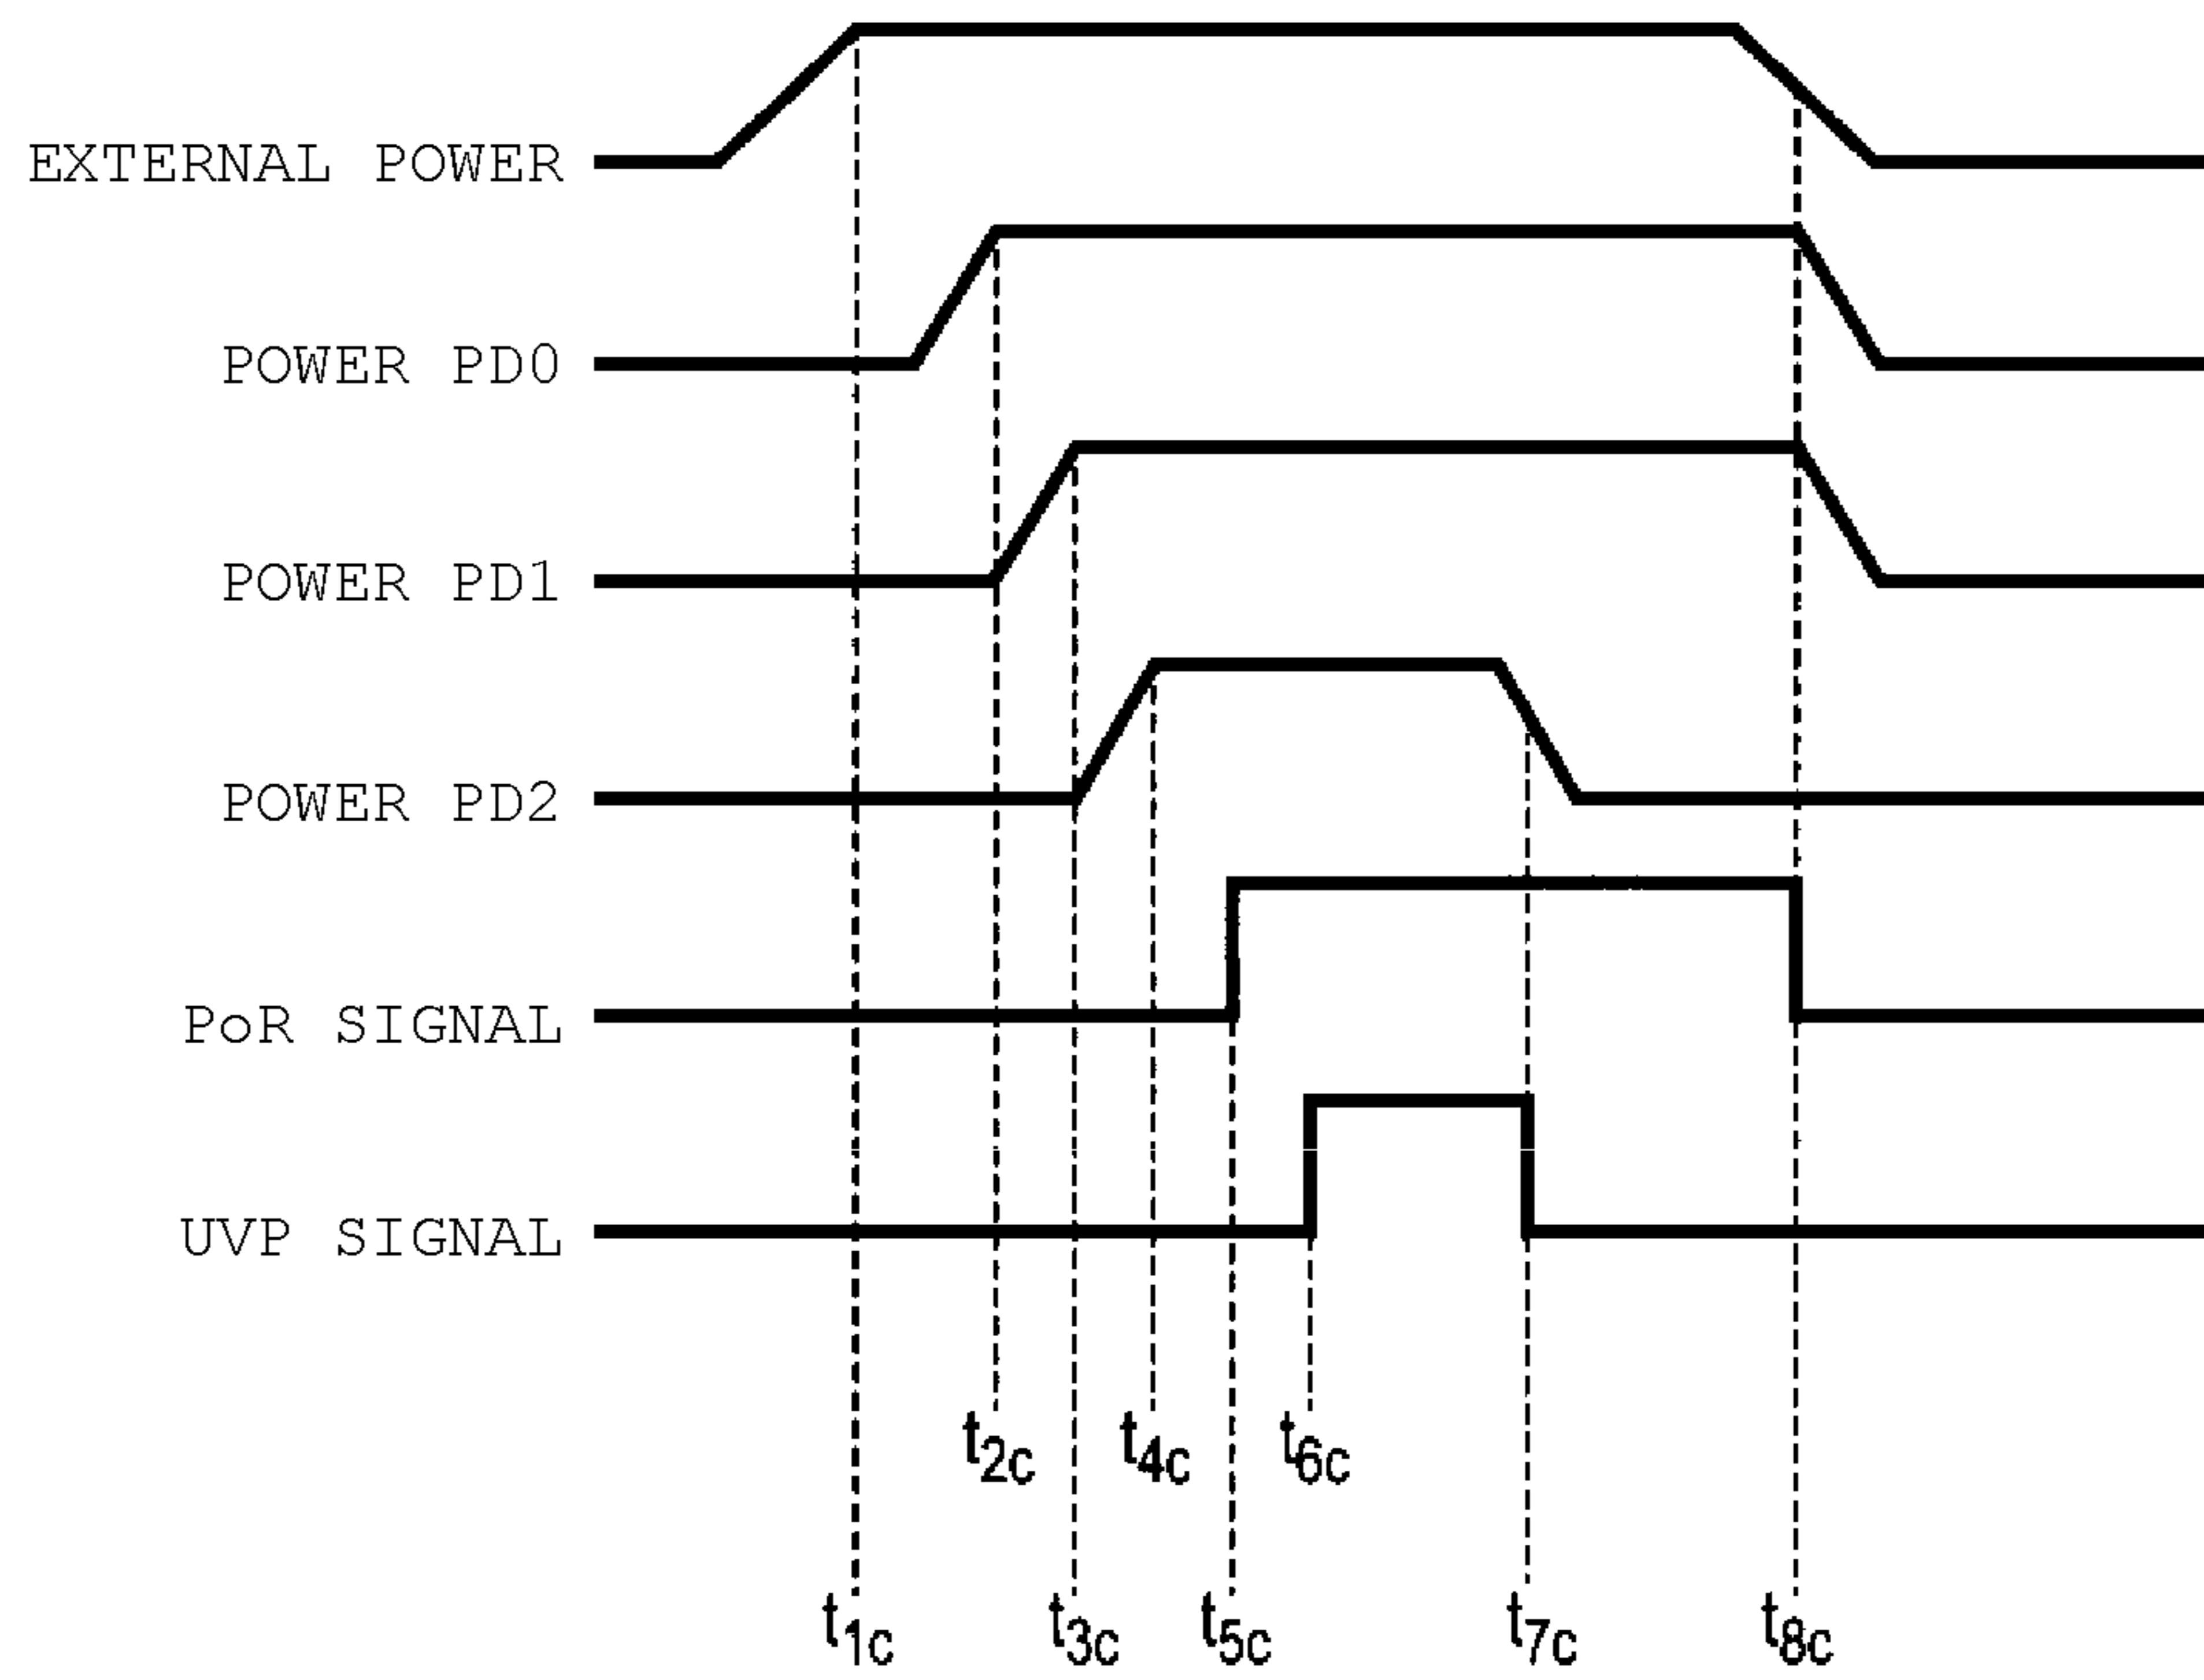 EXTERNAL POWER
POWER PD0
POWER PD1
POWER PD2
PoR SIGNAL
UVP SIGNAL
t2c t4c t6c
t1c t3c t5c t7c t8c